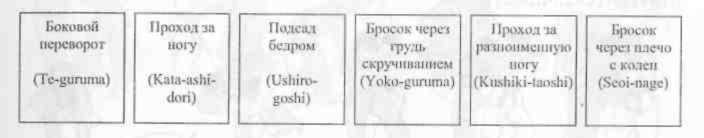 Боковой
переворот
(Te-guruma)
Проход за
ногу
(Kata-ashi-
dori)
Подсад
бедром
(Ushiro-
goshi)
Бросок через
грудь
скручиванием
(Yoko-guruma)
Проход за
разноименную
ногу
(Kushiki-taoshi)
Бросок
через плечо
с колен
(Seoi-nage)